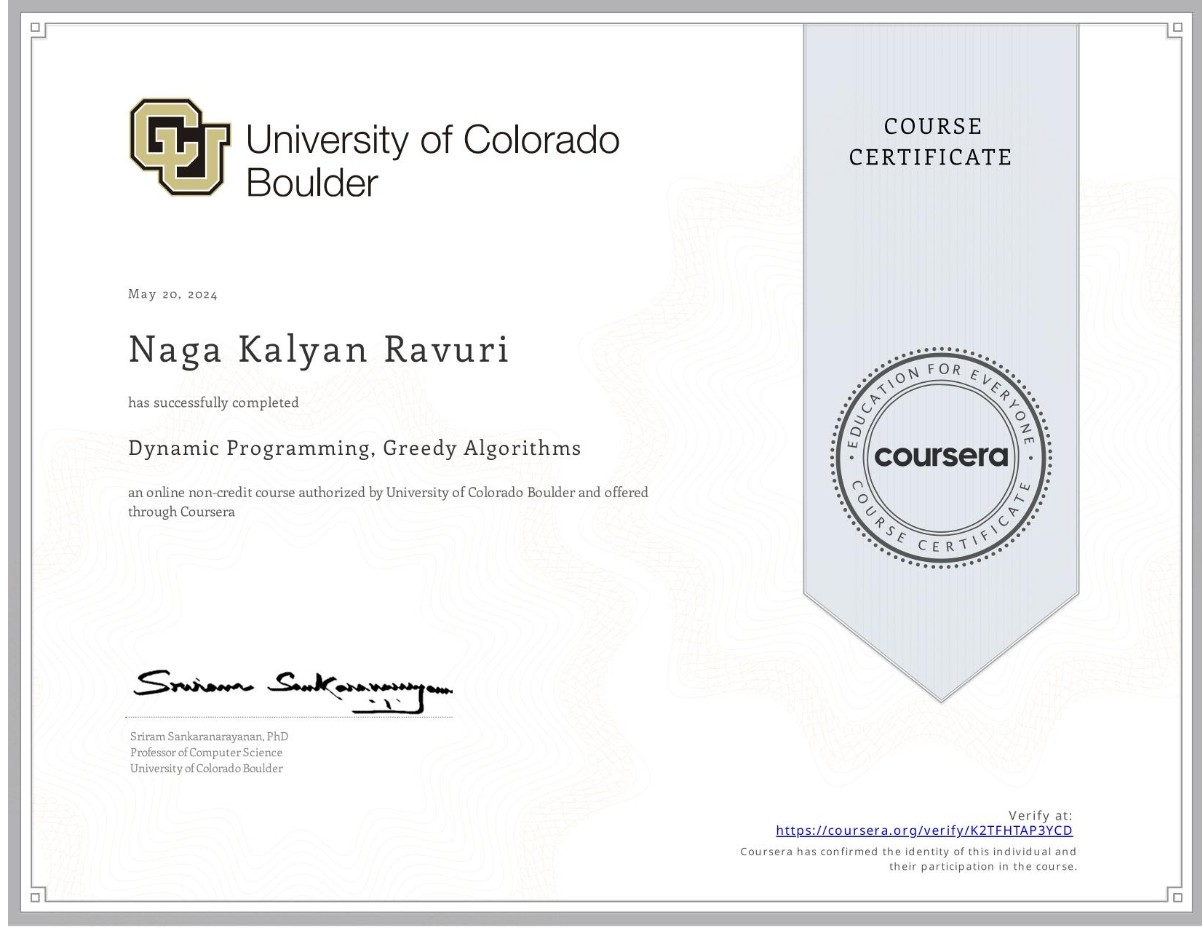 University of Colorado
Boulder
COURSE
CERTIFICATE
May 20, 2024
Naga Kalyan Ravuri
has successfully completed
Dynamic Programming, Greedy Algorithms
an online non-credit course authorized by University of Colorado Boulder and offered
through Coursera
EDUCATION FOR EVERYONE
coursera
COURSE CERTIFICATE
Sriram Sankaranarayanan
Sriram Sankaranarayanan, PhD
Professor of Computer Science
University of Colorado Boulder
Verify at:
https://coursera.org/verify/K2TFHTAP3YCD
Coursera has confirmed the identity of this individual and
their participation in the course.